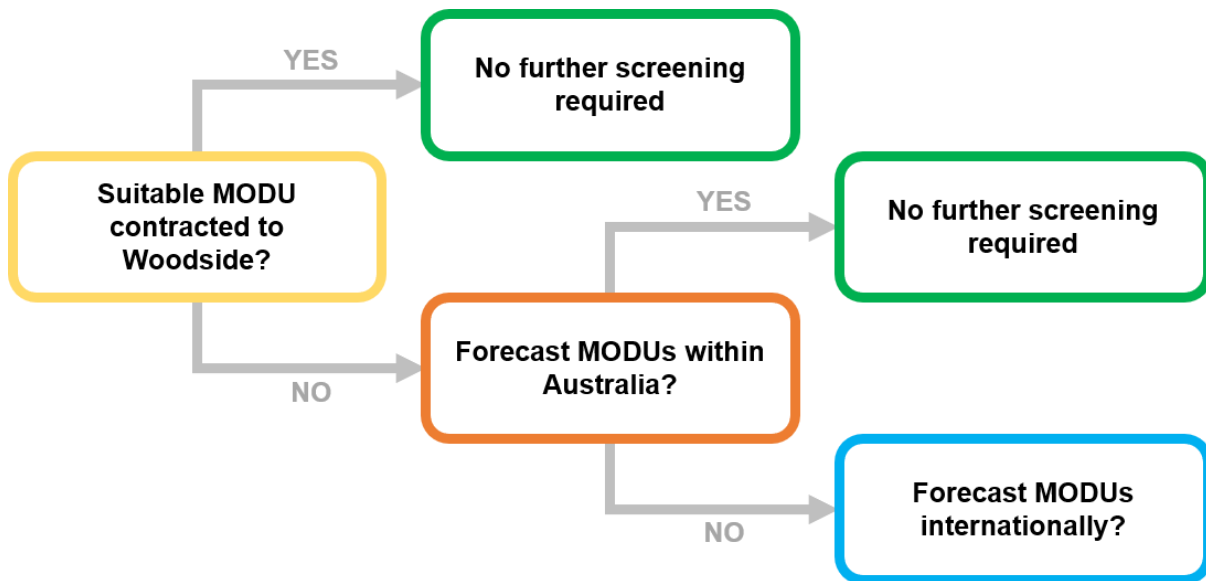 YES
No further screening
required
Suitable MODU
contracted to
Woodside?
YES
No further screening
required
NO
Forecast MODUs within
Australia?
NO
Forecast MODUs
internationally?